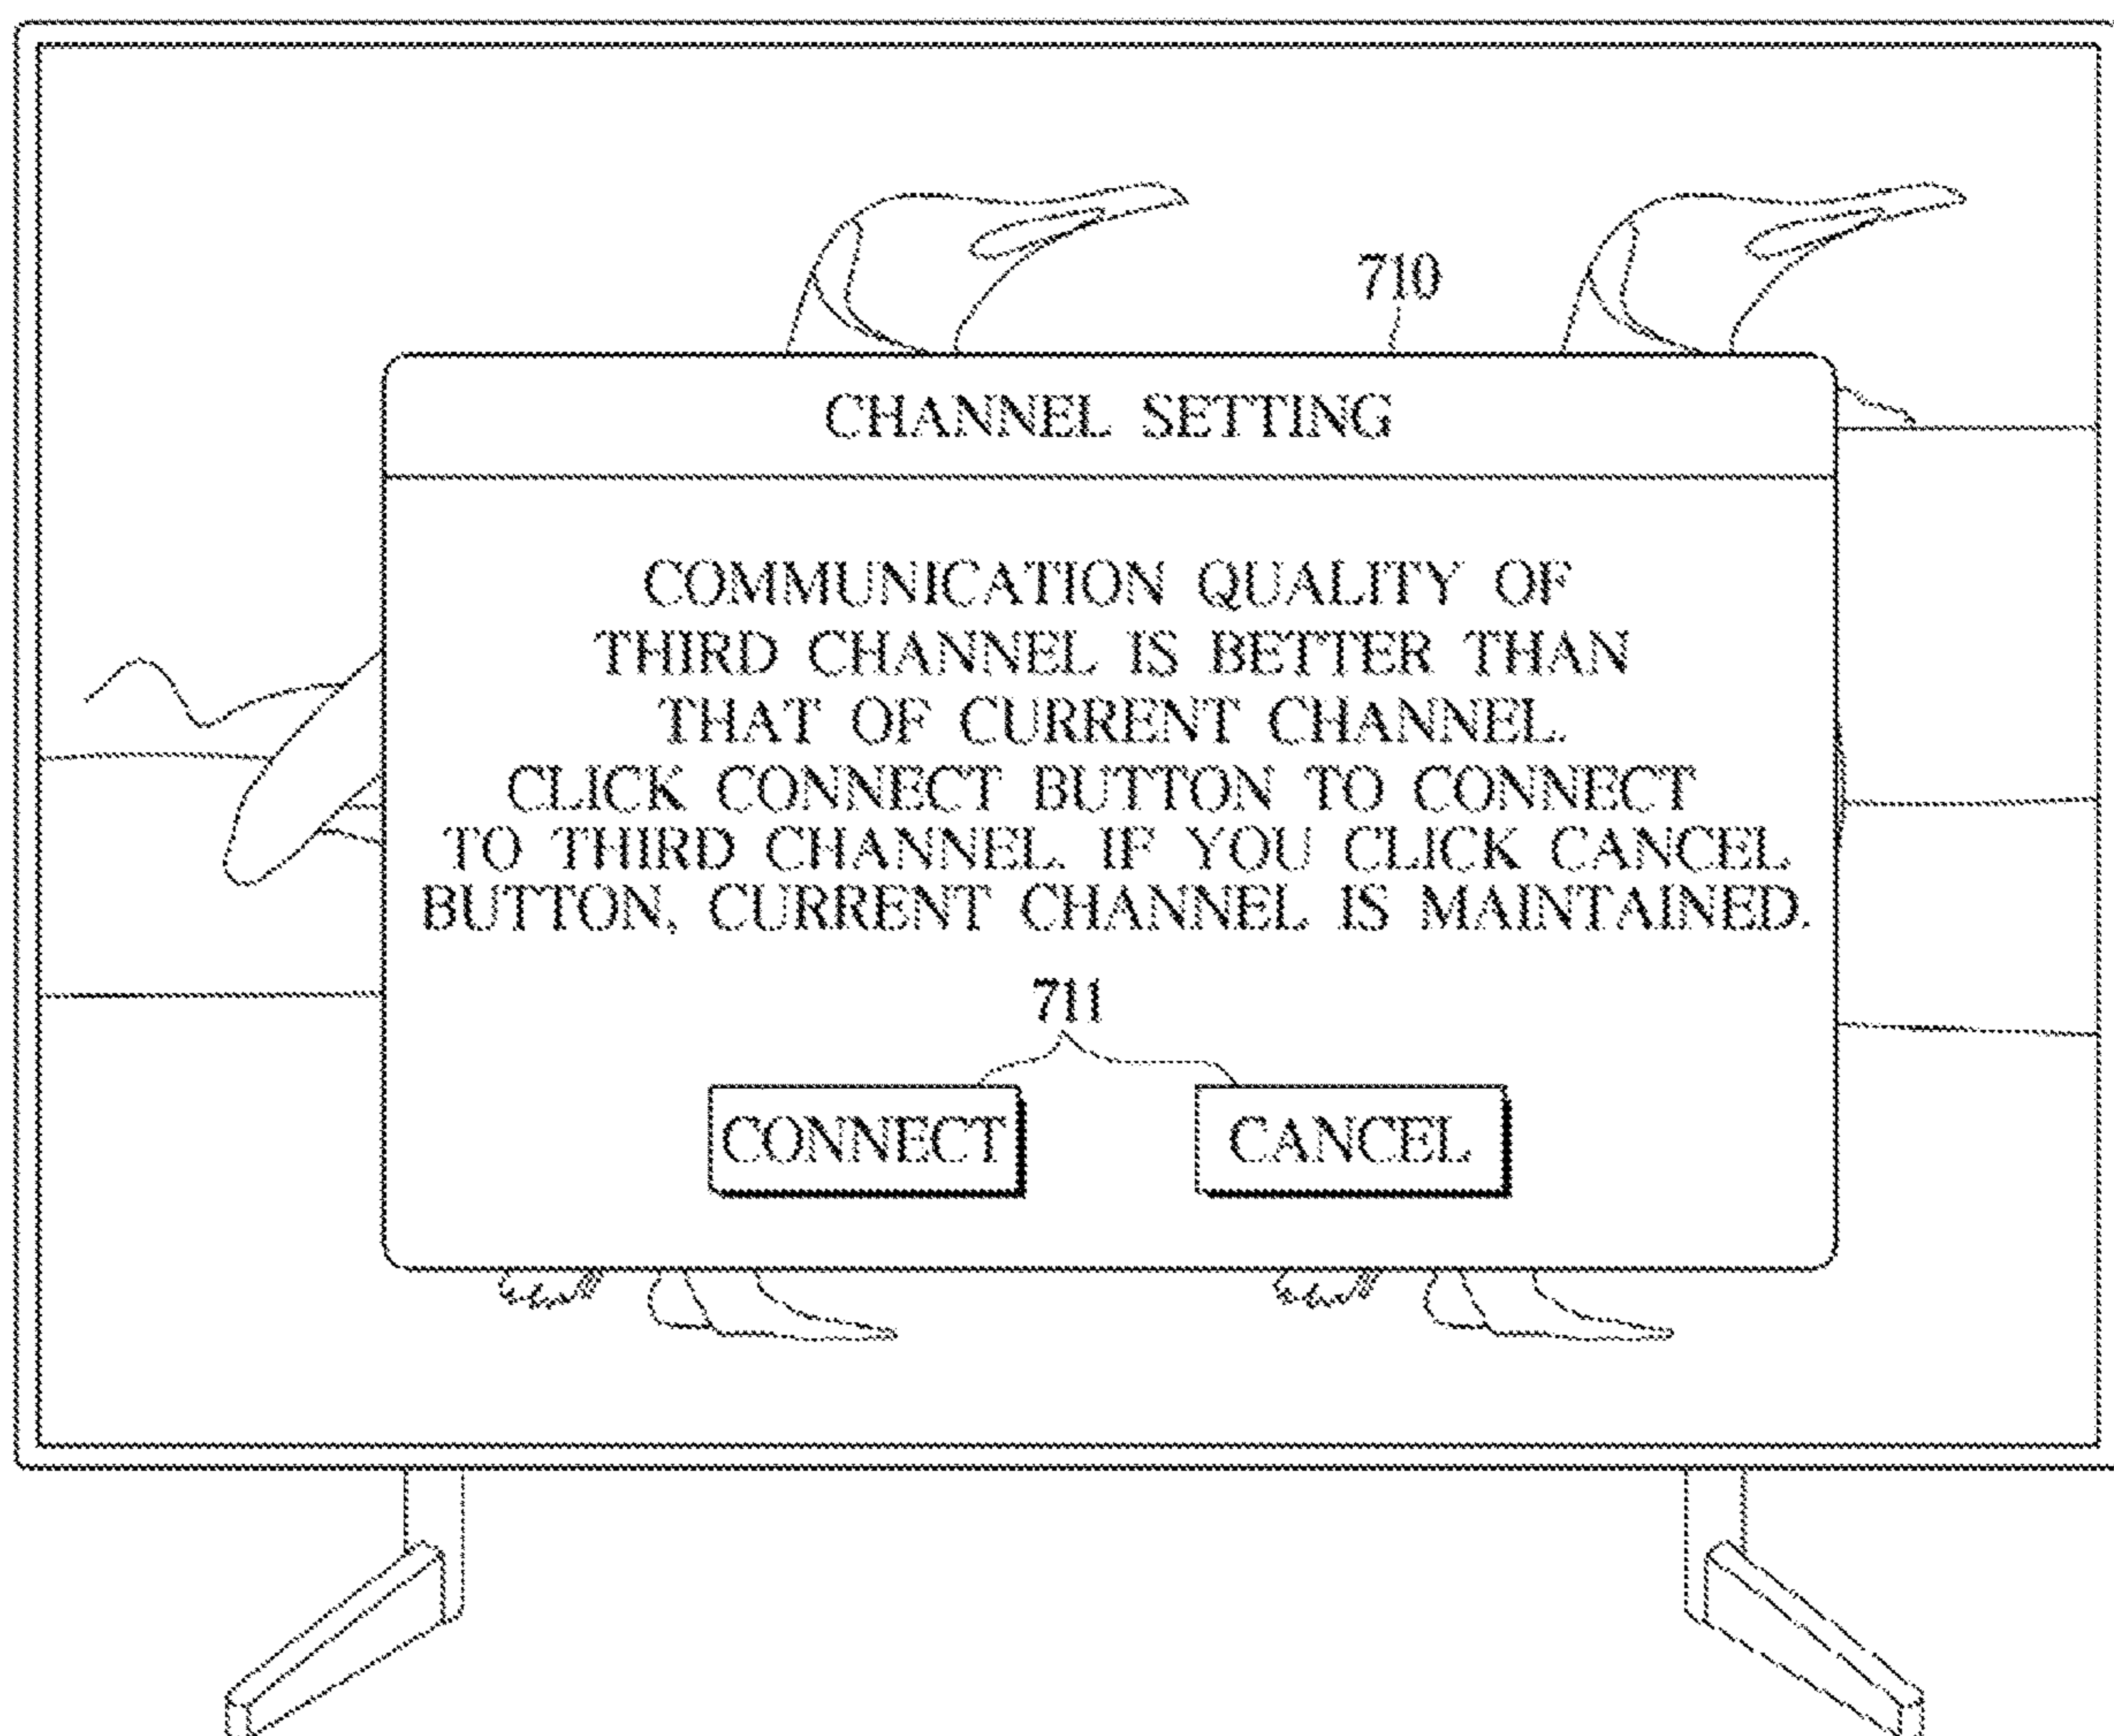 710
CHANNEL SETTING
COMMUNICATION QUALITY OF
THIRD CHANNEL IS BETTER THAN
THAT OF CURRENT CHANNEL.
CLICK CONNECT BUTTON TO CONNECT
TO THIRD CHANNEL. IF YOU CLICK CANCEL
BUTTON, CURRENT CHANNEL IS MAINTAINED.
711
CONNECT CANCEL